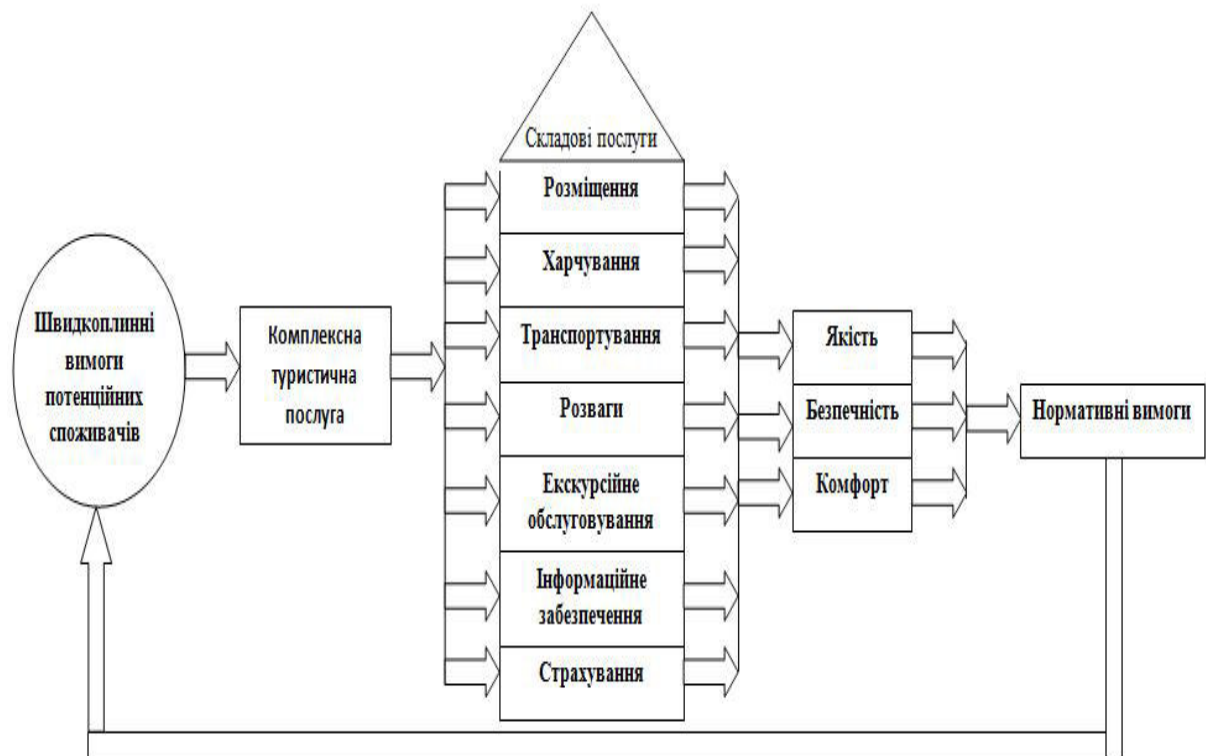 Складові послуги
Розміщення
Харчування
Транспортування
Розваги
Екскурсійне
обслуговування
Інформаційне
забезпечення
Страхування
Швидкоплинні
вимоги
потенційних
споживачів
Комплексна
туристична
послуга
Якість
Безпечність
Комфорт
Нормативні вимоги